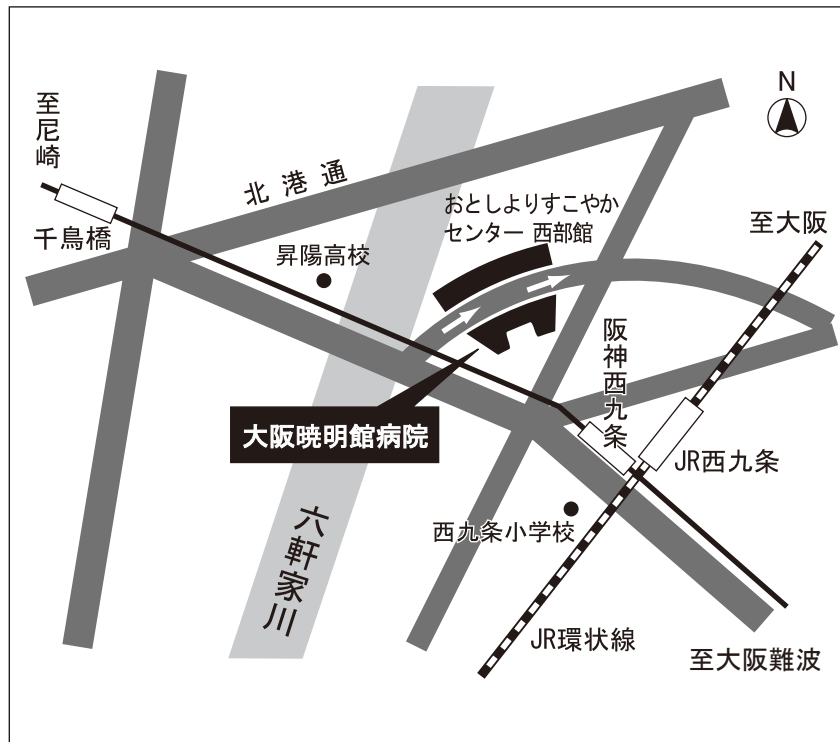 N
至尼崎
北港通
おとしよりすこやか
センター 西部館
至大阪
千鳥橋
昇陽高校
阪神西九条
大阪暁明館病院
JR西九条
西九条小学校
六軒家川
JR環状線
至大阪難波